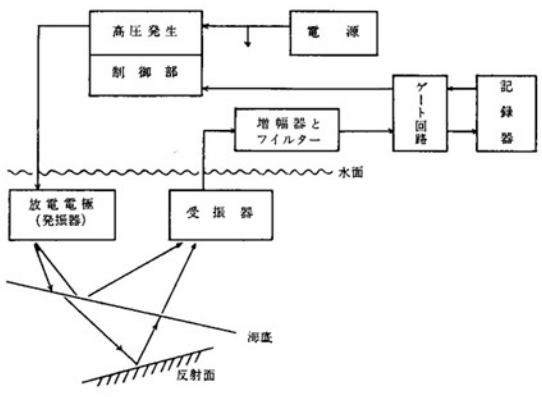 高圧発生
電源
制御部
ゲート回路
記録器
増幅器と
フイルター
水面
放電電極
(発振器)
受振器
海底
反射面